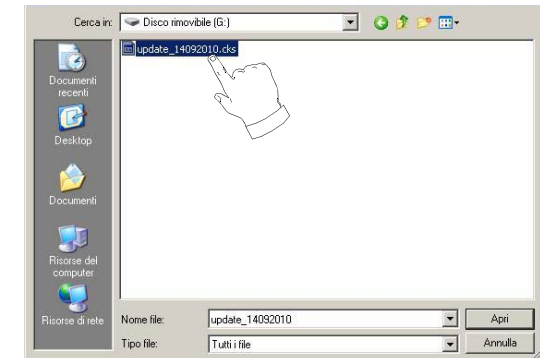 Cerca in: Disco rimovibile (G:)
update_14092010.cks
Documenti
recenti
Desktop
Documenti
Risorse del
computer
Risorse di rete
Nome file: update_14092010 Apri
Tipo file: Tutti i file Annulla